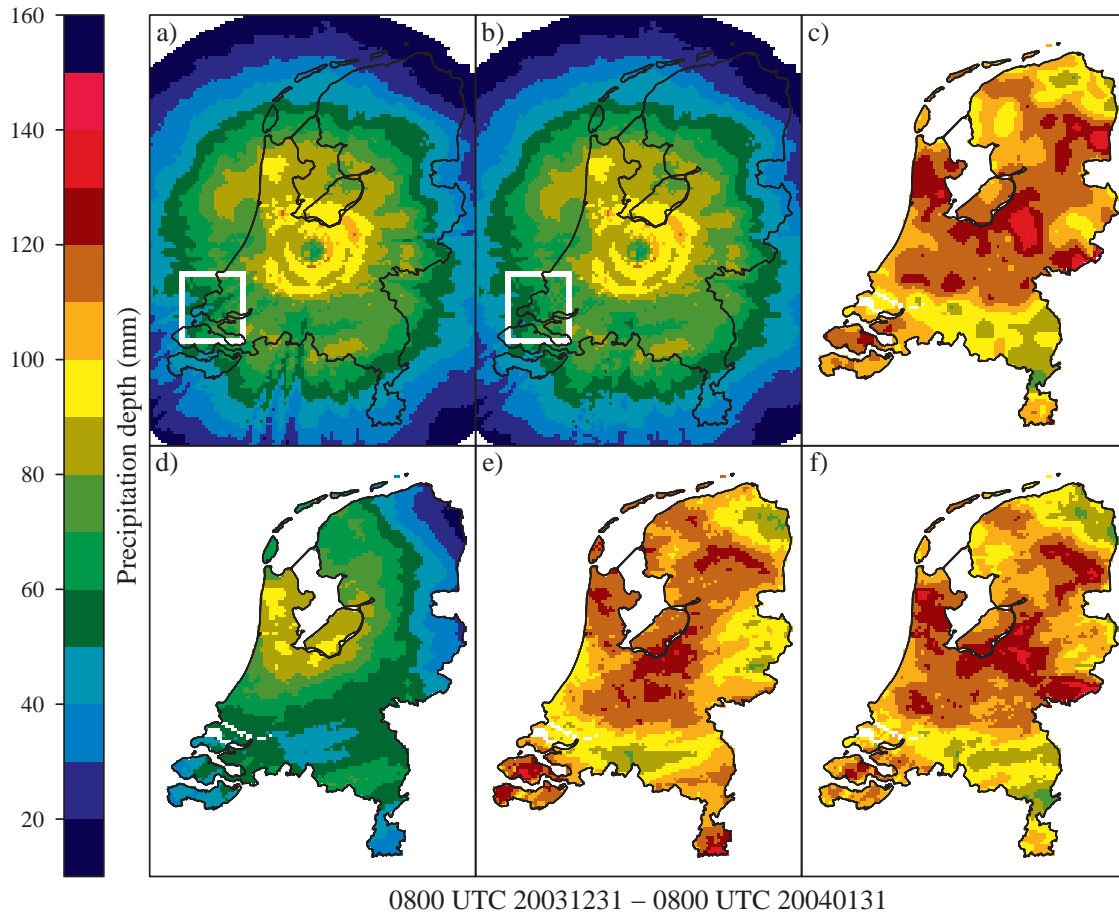 160
140
120
100
80
60
40
20
Precipitation depth (mm)
a)
b)
c)
d)
e)
f)
0800 UTC 20031231 – 0800 UTC 20040131